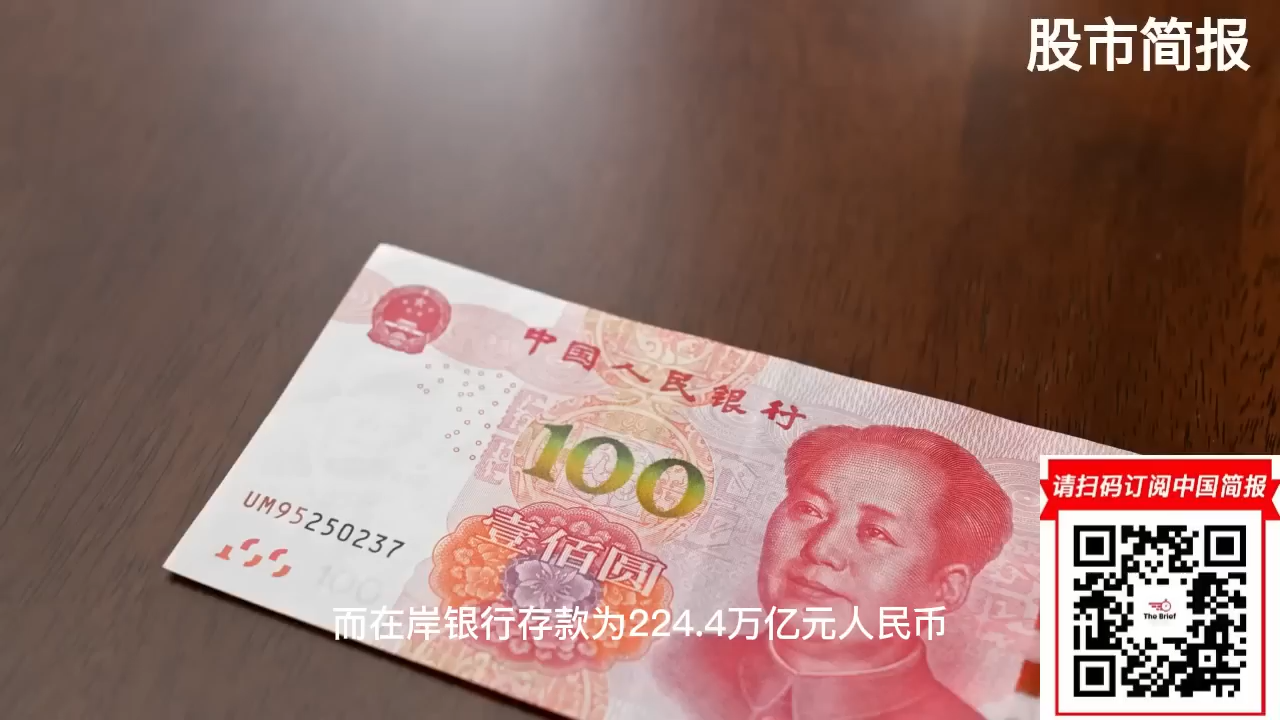 股市简报
中国人民银行
100
壹佰圆
UM95250237
100
而在岸银行存款为224.4万亿元人民币
请扫码订阅中国简报
The Brief